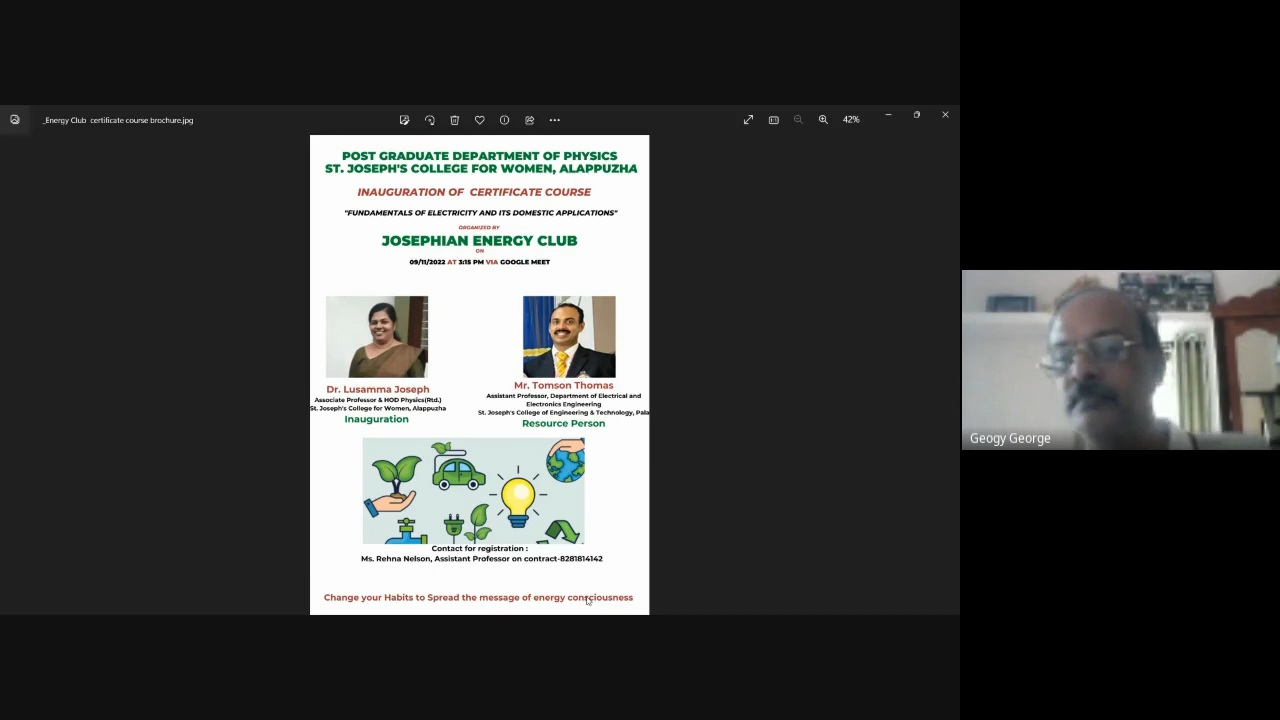 _Energy Club certificate course brochure.jpg
42%
POST GRADUATE DEPARTMENT OF PHYSICS
ST. JOSEPH'S COLLEGE FOR WOMEN, ALAPPUZHA
INAUGURATION OF CERTIFICATE COURSE
"FUNDAMENTALS OF ELECTRICITY AND ITS DOMESTIC APPLICATIONS"
ORGANIZED BY
JOSEPHIAN ENERGY CLUB
ON
09/11/2022 AT 3:15 PM VIA GOOGLE MEET
Dr. Lusamma Joseph
Associate Professor & HOD Physics(Rtd.)
St. Joseph's College for Women, Alappuzha
Inauguration
Mr. Tomson Thomas
Assistant Professor, Department of Electrical and
Electronics Engineering
St. Joseph's College of Engineering & Technology, Pala
Resource Person
Contact for registration :
Ms. Rehna Nelson, Assistant Professor on contract-8281814142
Change your Habits to Spread the message of energy consciousness
Geogy George